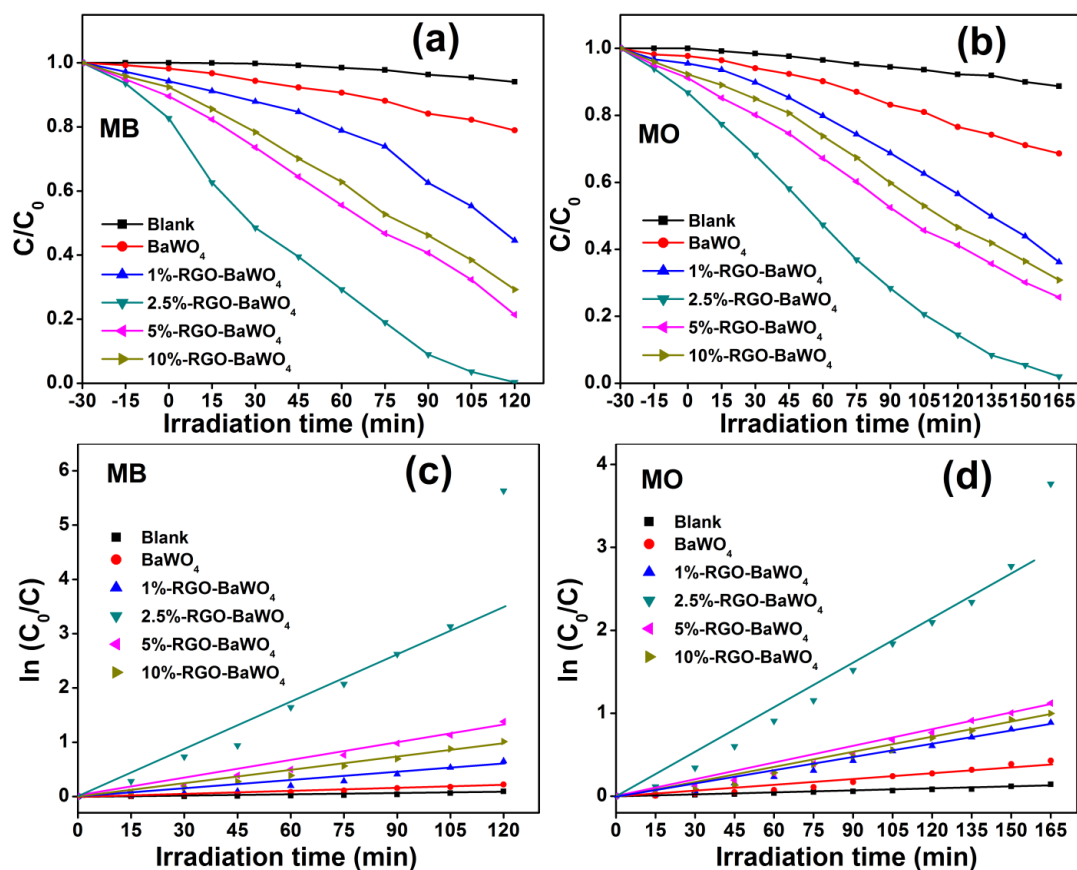 (a)
MB
C/C₀
1.0
0.8
0.6
0.4
0.2
0.0
Blank
BaWO₄
1%-RGO-BaWO₄
2.5%-RGO-BaWO₄
5%-RGO-BaWO₄
10%-RGO-BaWO₄
-30 -15 0 15 30 45 60 75 90 105 120
Irradiation time (min)
(b)
MO
C/C₀
1.0
0.8
0.6
0.4
0.2
0.0
Blank
BaWO₄
1%-RGO-BaWO₄
2.5%-RGO-BaWO₄
5%-RGO-BaWO₄
10%-RGO-BaWO₄
-30 -15 0 15 30 45 60 75 90 105 120 135 150 165
Irradiation time (min)
(c)
MB
ln (C₀/C)
6
5
4
3
2
1
0
Blank
BaWO₄
1%-RGO-BaWO₄
2.5%-RGO-BaWO₄
5%-RGO-BaWO₄
10%-RGO-BaWO₄
0 15 30 45 60 75 90 105 120
Irradiation time (min)
(d)
MO
ln (C₀/C)
4
3
2
1
0
Blank
BaWO₄
1%-RGO-BaWO₄
2.5%-RGO-BaWO₄
5%-RGO-BaWO₄
10%-RGO-BaWO₄
0 15 30 45 60 75 90 105 120 135 150 165
Irradiation time (min)